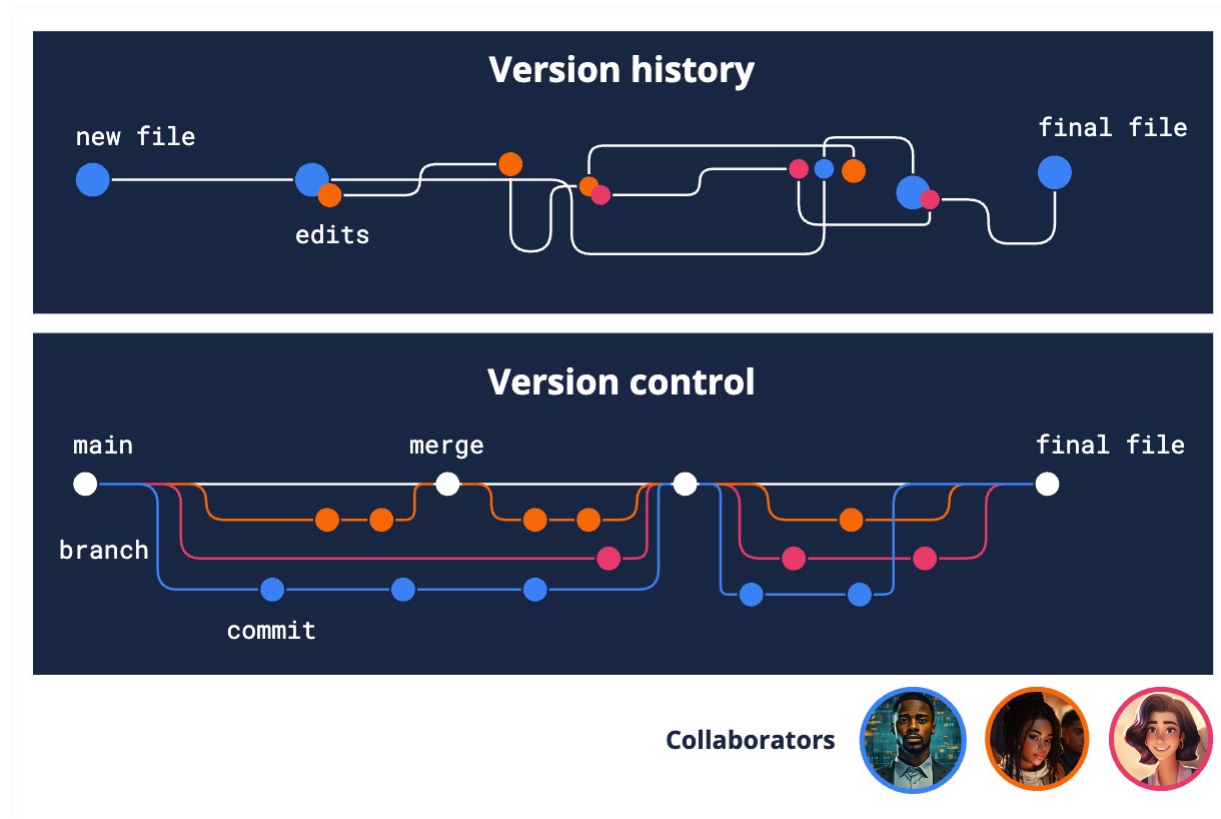 Version history
new file
final file
edits
Version control
main
merge
final file
branch
commit
Collaborators